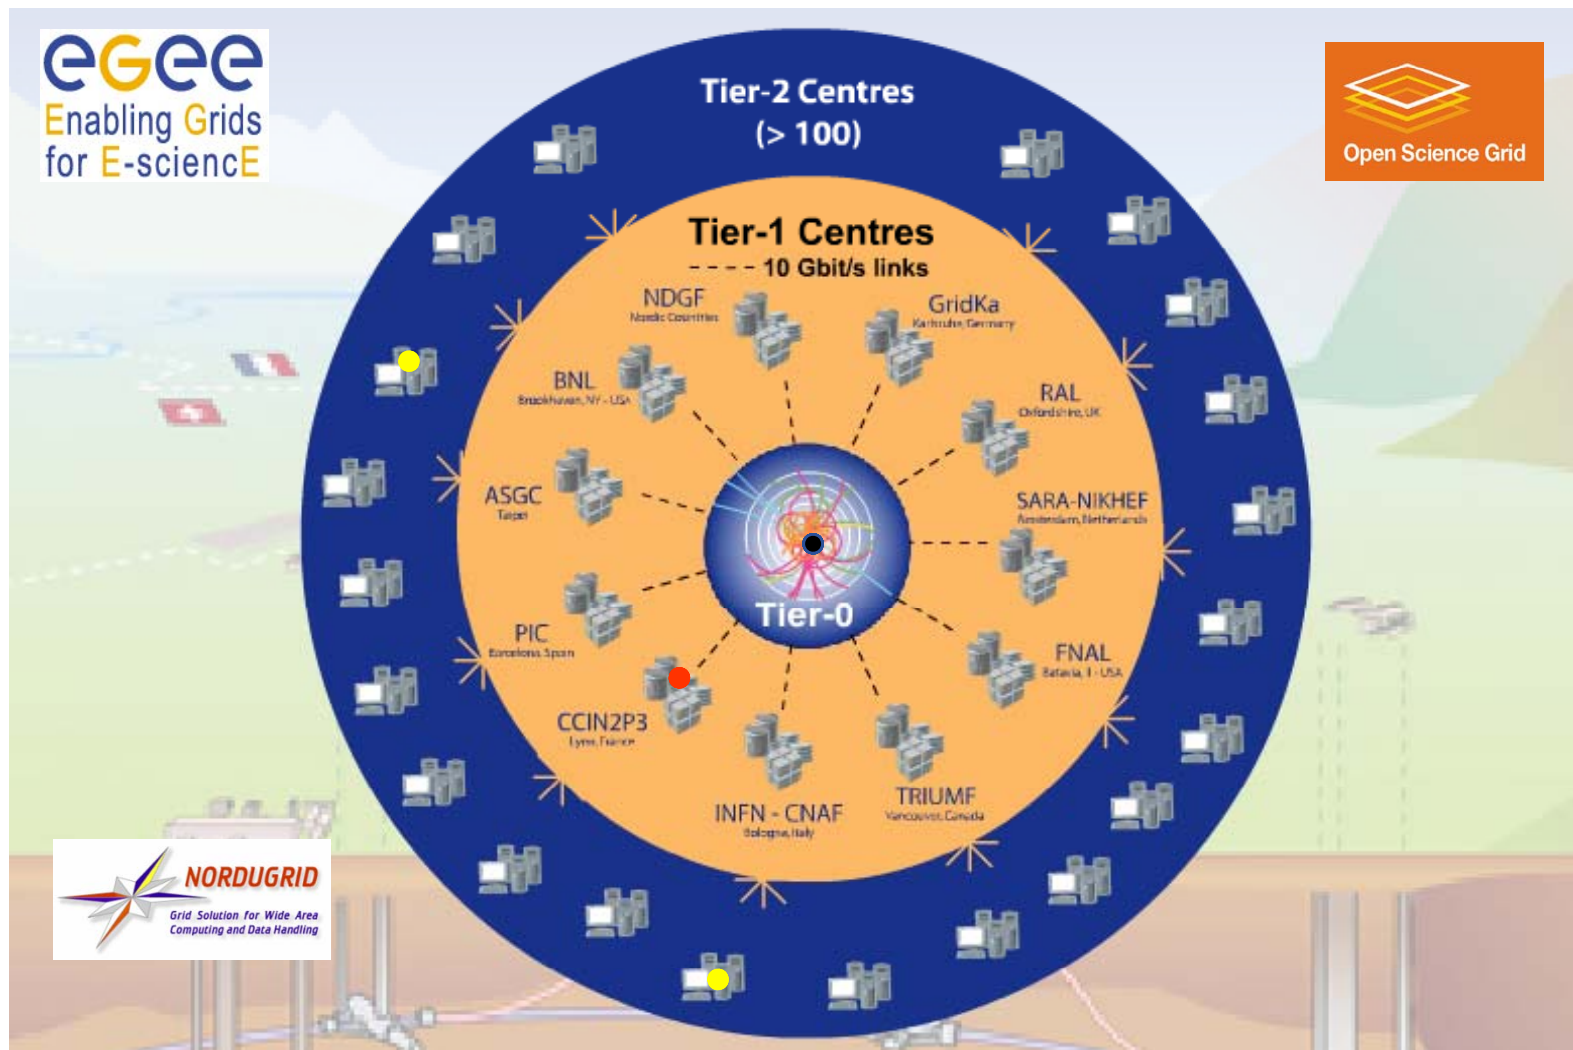 eGee
Enabling Grids
for E-sciencE
Open Science Grid
Tier-2 Centres
(> 100)
Tier-1 Centres
---- 10 Gbit/s links
NDGF
Nordic Countries
GridKa
Karlsruhe, Germany
BNL
Brookhaven, NY - USA
RAL
Oxfordshire, UK
ASGC
Taipei
SARA-NIKHEF
Amsterdam, Netherlands
Tier-0
PIC
Barcelona, Spain
FNAL
Batavia, Il - USA
CCIN2P3
Lyon, France
INFN - CNAF
Bologna, Italy
TRIUMF
Vancouver, Canada
NORDUGRID
Grid Solution for Wide Area
Computing and Data Handling